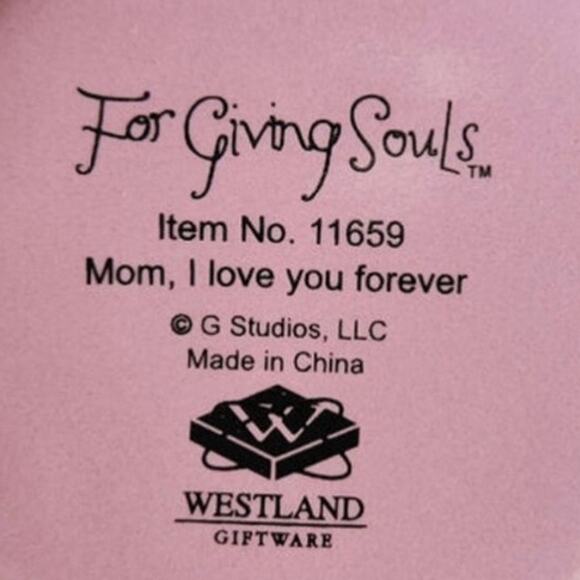 For Giving Souls™
Item No. 11659
Mom, I love you forever
© G Studios, LLC
Made in China
W
WESTLAND
GIFTWARE